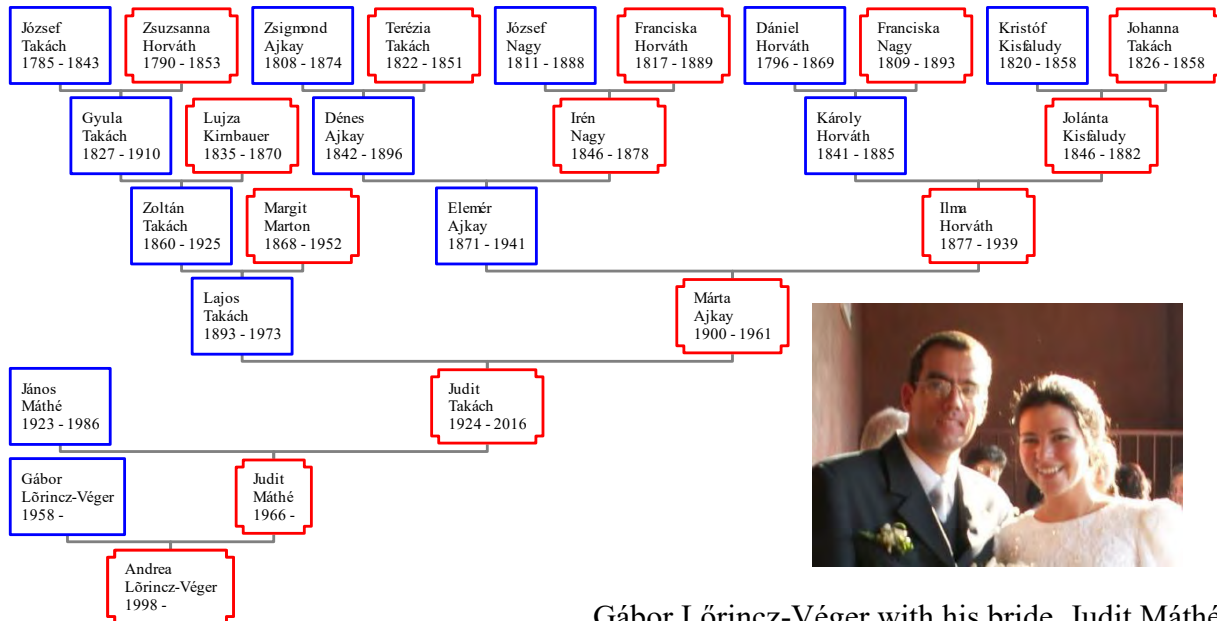 József
Takách
1785 - 1843
Zsuzsanna
Horváth
1790 - 1853
Zsigmond
Ajkay
1808 - 1874
Terézia
Takách
1822 - 1851
József
Nagy
1811 - 1888
Franciska
Horváth
1817 - 1889
Dániel
Horváth
1796 - 1869
Franciska
Nagy
1809 - 1893
Kristóf
Kisfaludy
1820 - 1858
Johanna
Takách
1826 - 1858
Gyula
Takách
1827 - 1910
Lujza
Kirnbauer
1835 - 1870
Dénes
Ajkay
1842 - 1896
Irén
Nagy
1846 - 1878
Károly
Horváth
1841 - 1885
Jolánta
Kisfaludy
1846 - 1882
Zoltán
Takách
1860 - 1925
Margit
Marton
1868 - 1952
Elemér
Ajkay
1871 - 1941
Ilma
Horváth
1877 - 1939
Lajos
Takách
1893 - 1973
Márta
Ajkay
1900 - 1961
János
Máthé
1923 - 1986
Judit
Takách
1924 - 2016
Gábor
Lõrincz-Véger
1958 -
Judit
Máthé
1966 -
Andrea
Lõrincz-Véger
1998 -
Gábor Lőrincz-Véger with his bride, Judit Máthé